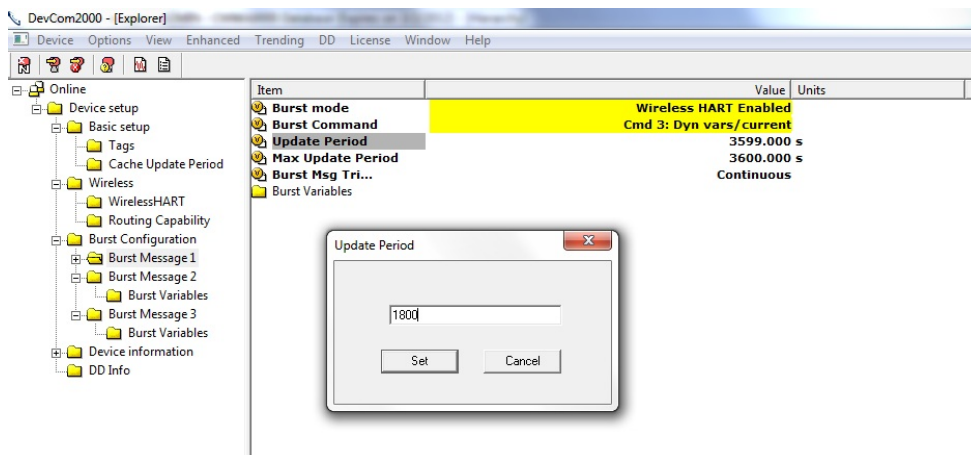 DevCom2000 - [Explorer]
Device Options View Enhanced Trending DD License Window Help
Online
Device setup
Basic setup
Tags
Cache Update Period
Wireless
WirelessHART
Routing Capability
Burst Configuration
Burst Message 1
Burst Message 2
Burst Variables
Burst Message 3
Burst Variables
Device information
DD Info
Item Value Units
Burst mode Wireless HART Enabled
Burst Command Cmd 3: Dyn vars/current
Update Period 3599.000 s
Max Update Period 3600.000 s
Burst Msg Tri... Continuous
Burst Variables
Update Period
1800
Set Cancel